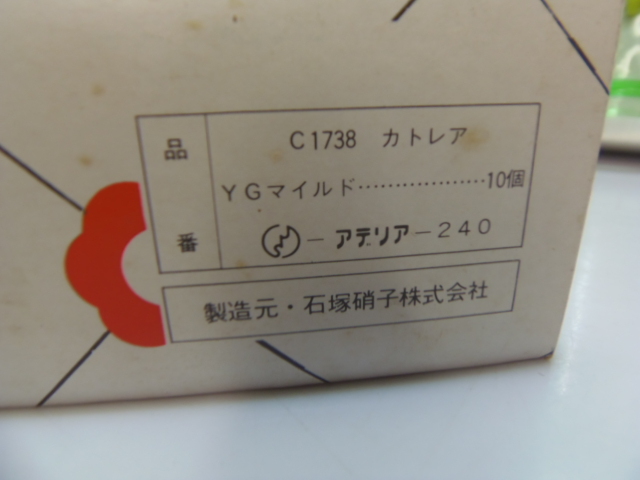 品番
C1738 カトレア
YGマイルド………………10個
ー アデリアー240
製造元・石塚硝子株式会社